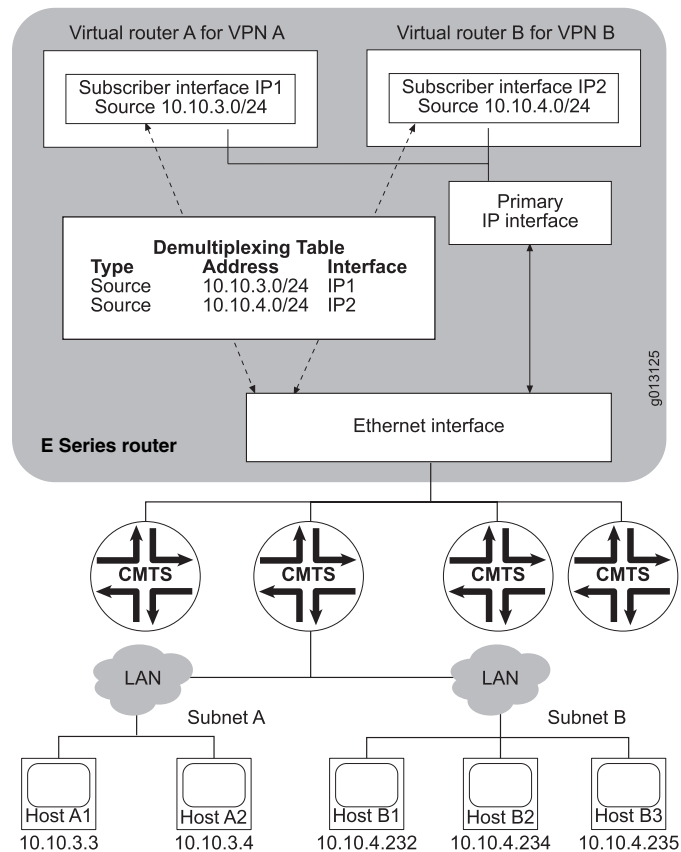 Virtual router A for VPN A
Virtual router B for VPN B
Subscriber interface IP1
Source 10.10.3.0/24
Subscriber interface IP2
Source 10.10.4.0/24
Primary
IP interface
Demultiplexing Table
Type Address Interface
Source 10.10.3.0/24 IP1
Source 10.10.4.0/24 IP2
g013125
Ethernet interface
E Series router
CMTS
CMTS
CMTS
CMTS
LAN
LAN
Subnet A
Subnet B
Host A1
Host A2
Host B1
Host B2
Host B3
10.10.3.3
10.10.3.4
10.10.4.232
10.10.4.234
10.10.4.235